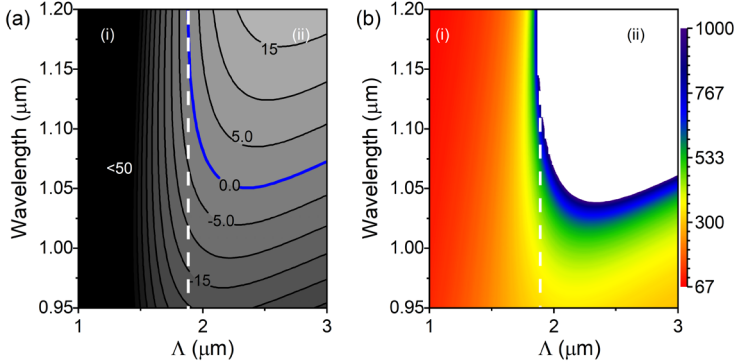 (a)
1.20
1.15
1.10
1.05
1.00
0.95
Wavelength (μm)
(i)
(ii)
15
5.0
0.0
-5.0
-15
<50
1
2
3
Λ (μm)
(b)
1.20
1.15
1.10
1.05
1.00
0.95
Wavelength (μm)
(i)
(ii)
1
2
3
Λ (μm)
1000
767
533
300
67